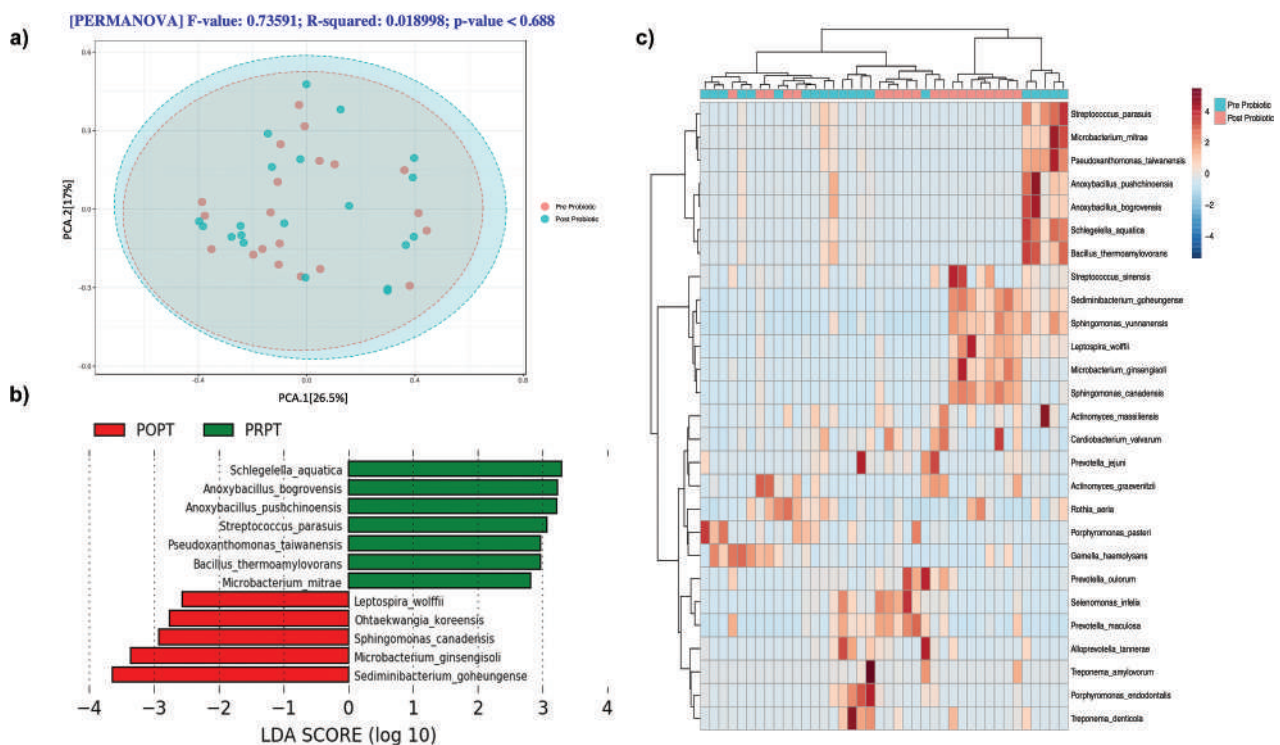 [PERMANOVA] F-value: 0.73591; R-squared: 0.018998; p-value < 0.688
a)
0.6
0.3
0.0
-0.3
-0.6
PCA.2[17%]
-0.4
0.0
0.4
0.8
PCA.1[26.5%]
Pre Probiotic
Post Probiotic
b)
POPT
PRPT
Schlegelella_aquatica
Anoxybacillus_bogrovensis
Anoxybacillus_pushchinoensis
Streptococcus_parasuis
Pseudoxanthomonas_taiwanensis
Bacillus_thermoamylovorans
Microbacterium_mitrae
Leptospira_wolffii
Ohtaekwangia_koreensis
Sphingomonas_canadensis
Microbacterium_ginsengisoli
Sediminibacterium_goheungense
−4 −3 −2 −1 0 1 2 3 4
LDA SCORE (log 10)
c)
Streptococcus_parasuis
Microbacterium_mitrae
Pseudoxanthomonas_taiwanensis
Anoxybacillus_pushchinoensis
Anoxybacillus_bogrovensis
Schlegelella_aquatica
Bacillus_thermoamylovorans
Streptococcus_sinensis
Sediminibacterium_goheungense
Sphingomonas_yunnanensis
Leptospira_wolffii
Microbacterium_ginsengisoli
Sphingomonas_canadensis
Actinomyces_massiliensis
Cardiobacterium_valvarum
Prevotella_jejuni
Actinomyces_graevenitzii
Rothia_aeria
Porphyromonas_pasteri
Gemella_haemolysans
Prevotella_oulorum
Selenomonas_infelix
Prevotella_maculosa
Alloprevotella_tannerae
Treponema_amylovorum
Porphyromonas_endodontalis
Treponema_denticola
4
2
0
-2
-4
Pre Probiotic
Post Probiotic